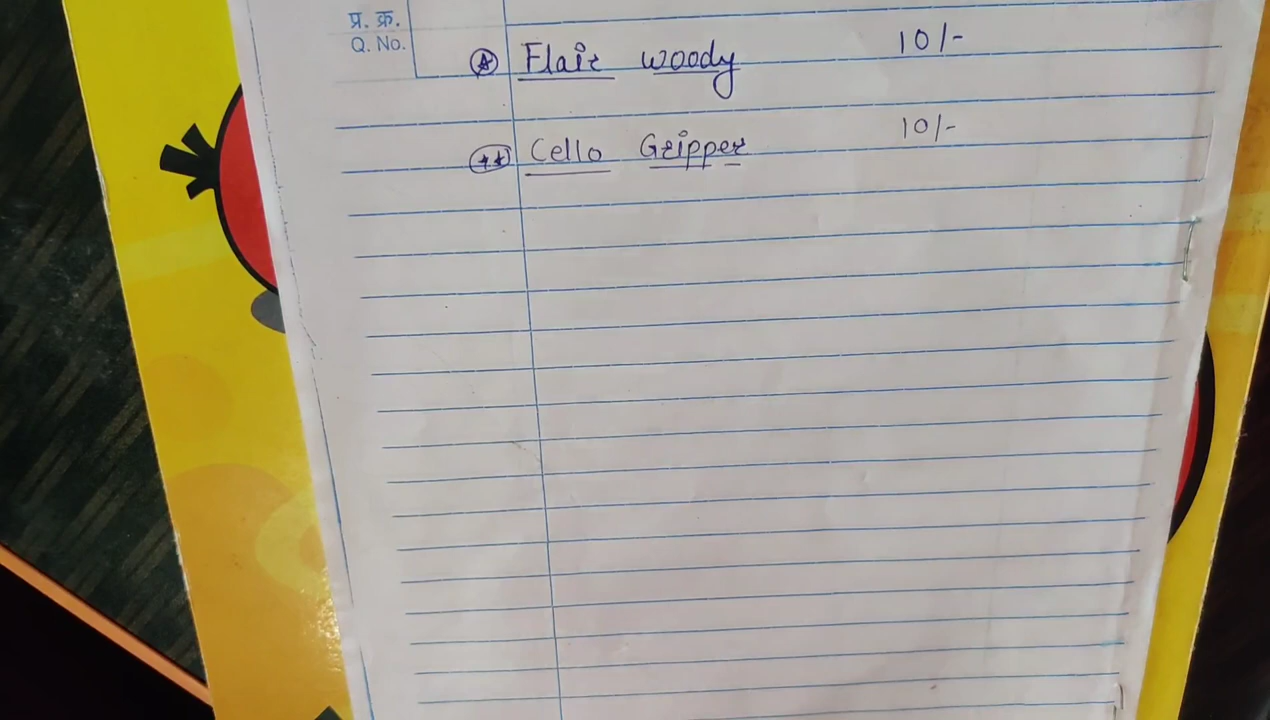 प्र. क्र.
Q. No.
Flair woody 10/-
Cello Gripper 10/-